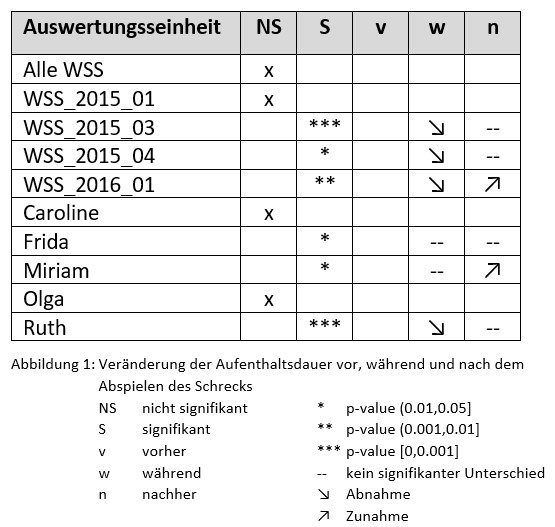 Auswertungsseinheit NS S v w n
Alle WSS x
WSS_2015_01 x
WSS_2015_03 *** ↘ --
WSS_2015_04 * ↘ --
WSS_2016_01 ** ↘ ↗
Caroline x
Frida * -- --
Miriam * -- ↗
Olga x
Ruth *** ↘ --
Abbildung 1: Veränderung der Aufenthaltsdauer vor, während und nach dem
Abspielen des Schrecks
NS nicht signifikant * p-value (0.01,0.05]
S signifikant ** p-value (0.001,0.01]
v vorher *** p-value [0,0.001]
w während -- kein signifikanter Unterschied
n nachher ↘ Abnahme
↗ Zunahme